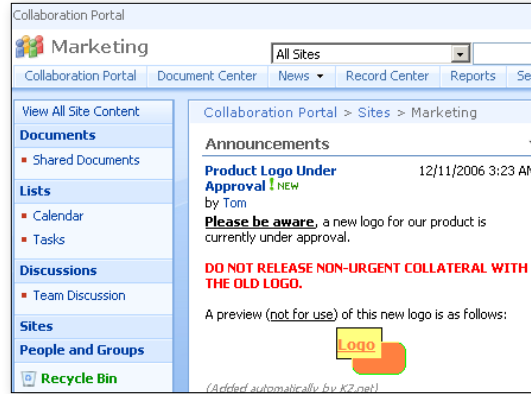 Collaboration Portal
Marketing
All Sites
Collaboration Portal Document Center News Record Center Reports
View All Site Content
Documents
Shared Documents
Lists
Calendar
Tasks
Discussions
Team Discussion
Sites
People and Groups
Recycle Bin
Collaboration Portal > Sites > Marketing
Announcements
Product Logo Under 12/11/2006 3:23 AM
Approval ! NEW
by Tom
Please be aware, a new logo for our product is
currently under approval.
DO NOT RELEASE NON-URGENT COLLATERAL WITH
THE OLD LOGO.
A preview (not for use) of this new logo is as follows:
Logo
(Added automatically by K2.net)